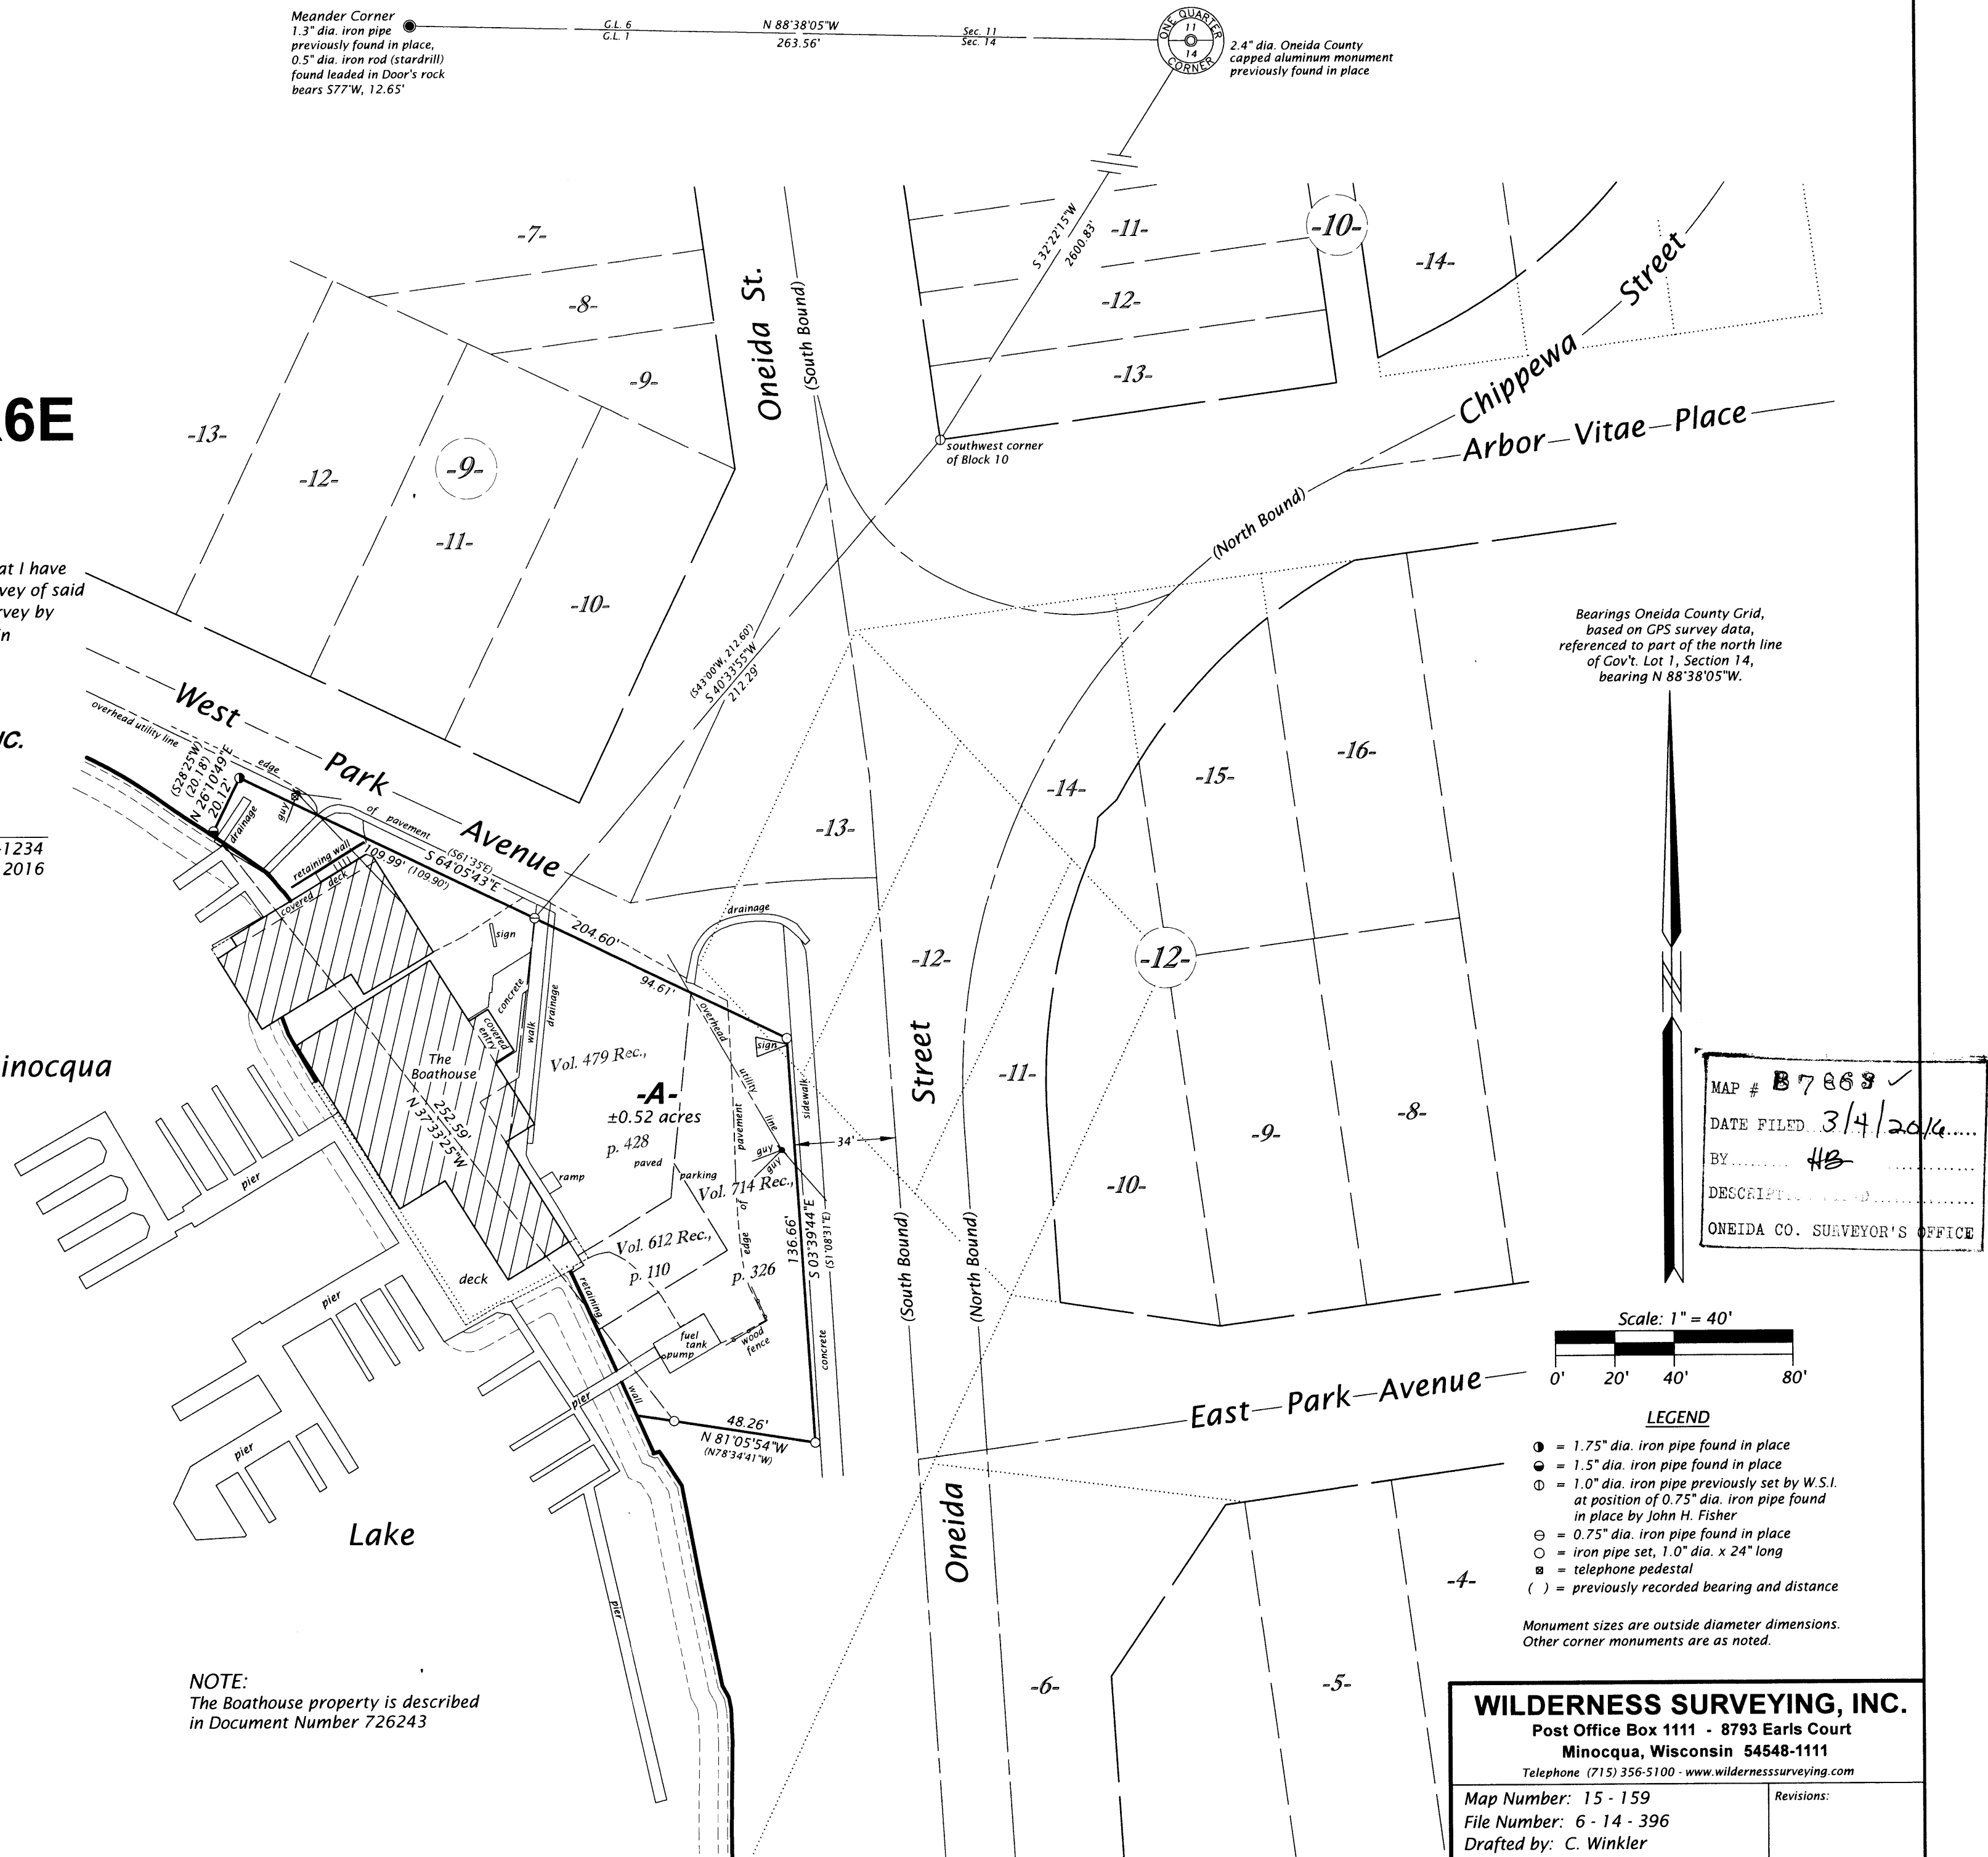 Meander Corner
1.3" dia. iron pipe
previously found in place,
0.5" dia. iron rod (stardrill)
found leaded in Door's rock
bears S77°W, 12.65'
G.L. 6
G.L. 1
N 88°38'05"W
263.56'
Sec. 11
Sec. 14
ONE QUARTER
11
14
CORNER
2.4" dia. Oneida County
capped aluminum monument
previously found in place
S 32°22'15"W
2600.83'
-7-
-8-
-9-
-13-
-12-
-9-
-11-
-10-
Oneida St.
(South Bound)
-11-
-12-
-13-
-10-
-14-
Chippewa Street
Arbor Vitae Place
southwest corner
of Block 10
(North Bound)
6E
at I have
vey of said
rvey by
in
C.
-1234
2016
inocqua
West Park Avenue
overhead utility line
(S28°25'W)
(20.18')
N 26°10'49"E
20.12'
drainage
edge of pavement
guy
retaining wall
covered deck
109.99' (109.90')
(S61°35'E)
S 64°05'43"E
(S43°00'W, 212.60')
S 40°33'55"W
212.29'
204.60'
94.61'
sign
concrete
walk
drainage
covered
entry
The
Boathouse
252.59'
N 37°33'25"W
Vol. 479 Rec.,
-A-
±0.52 acres
p. 428
paved
parking
ramp
Vol. 714 Rec.,
Vol. 612 Rec.,
p. 110
p. 326
drainage
overhead
utility
line
sign
sidewalk
pavement
of
edge
guy
guy
34'
136.66'
S 03°39'44"E
(S1°08'31"E)
concrete
fuel
tank
pump
wood
fence
retaining
wall
deck
pier
pier
pier
pier
pier
48.26'
N 81°05'54"W
(N78°34'41"W)
Lake
Street
(South Bound)
(North Bound)
Oneida
-13-
-14-
-15-
-16-
-12-
-12-
-11-
-10-
-9-
-8-
East Park Avenue
-4-
-5-
-6-
Bearings Oneida County Grid,
based on GPS survey data,
referenced to part of the north line
of Gov't. Lot 1, Section 14,
bearing N 88°38'05"W.
MAP #
DATE FILED 3/4/2016
BY HB
ONEIDA CO. SURVEYOR'S OFFICE
Scale: 1" = 40'
0' 20' 40' 80'
LEGEND
= 1.75" dia. iron pipe found in place
= 1.5" dia. iron pipe found in place
= 1.0" dia. iron pipe previously set by W.S.I.
at position of 0.75" dia. iron pipe found
in place by John H. Fisher
= 0.75" dia. iron pipe found in place
= iron pipe set, 1.0" dia. x 24" long
= telephone pedestal
( ) = previously recorded bearing and distance
Monument sizes are outside diameter dimensions.
Other corner monuments are as noted.
NOTE:
The Boathouse property is described
in Document Number 726243
WILDERNESS SURVEYING, INC.
Post Office Box 1111 - 8793 Earls Court
Minocqua, Wisconsin 54548-1111
Telephone (715) 356-5100 - www.wildernesssurveying.com
Map Number: 15 - 159
File Number: 6 - 14 - 396
Drafted by: C. Winkler
Revisions: